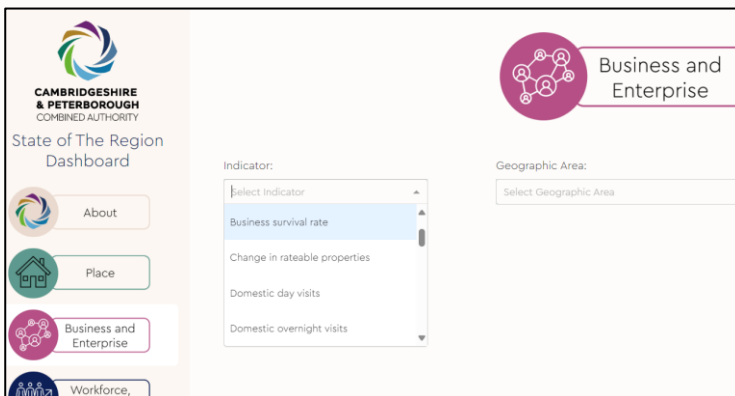 CAMBRIDGESHIRE
& PETERBOROUGH
COMBINED AUTHORITY
State of The Region
Dashboard
About
Place
Business and
Enterprise
Workforce,
Business and
Enterprise
Indicator:
Select Indicator
Business survival rate
Change in rateable properties
Domestic day visits
Domestic overnight visits
Geographic Area:
Select Geographic Area